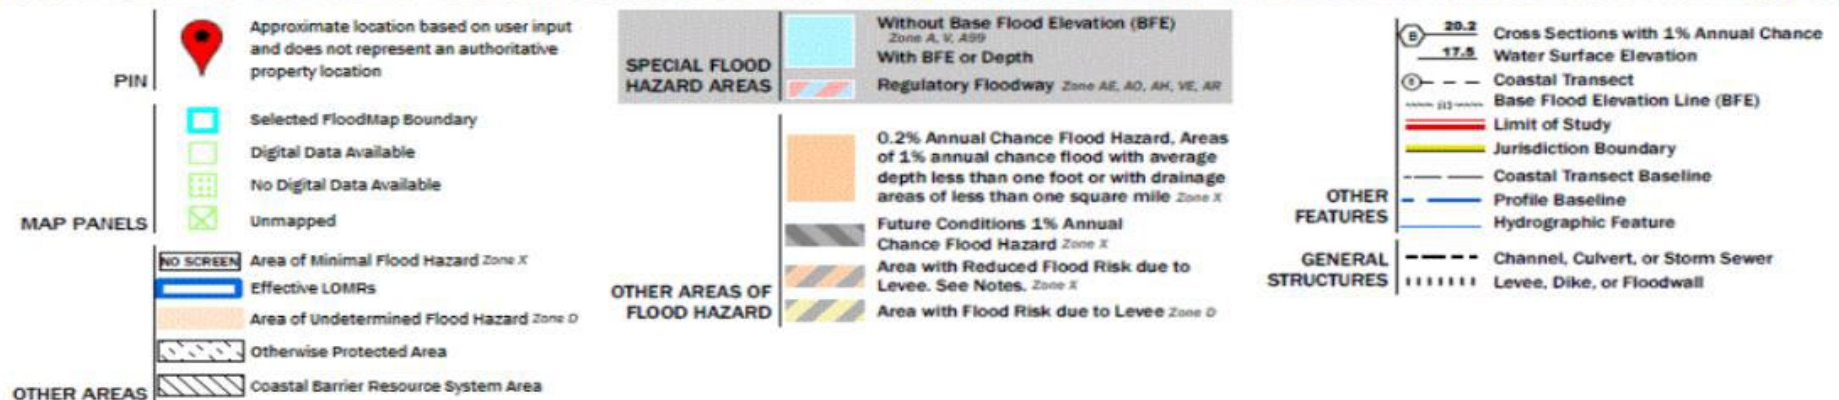 PIN
Approximate location based on user input
and does not represent an authoritative
property location
MAP PANELS
Selected FloodMap Boundary
Digital Data Available
No Digital Data Available
Unmapped
OTHER AREAS
NO SCREEN Area of Minimal Flood Hazard Zone X
Effective LOMRs
Area of Undetermined Flood Hazard Zone D
Otherwise Protected Area
Coastal Barrier Resource System Area
SPECIAL FLOOD
HAZARD AREAS
Without Base Flood Elevation (BFE)
Zone A, V, A99
With BFE or Depth
Regulatory Floodway Zone AE, AO, AH, VE, AR
OTHER AREAS OF
FLOOD HAZARD
0.2% Annual Chance Flood Hazard, Areas
of 1% annual chance flood with average
depth less than one foot or with drainage
areas of less than one square mile Zone X
Future Conditions 1% Annual
Chance Flood Hazard Zone X
Area with Reduced Flood Risk due to
Levee. See Notes. Zone X
Area with Flood Risk due to Levee Zone D
OTHER
FEATURES
B 20.2 Cross Sections with 1% Annual Chance
17.5 Water Surface Elevation
8 Coastal Transect
513 Base Flood Elevation Line (BFE)
Limit of Study
Jurisdiction Boundary
Coastal Transect Baseline
Profile Baseline
Hydrographic Feature
GENERAL
STRUCTURES
Channel, Culvert, or Storm Sewer
Levee, Dike, or Floodwall